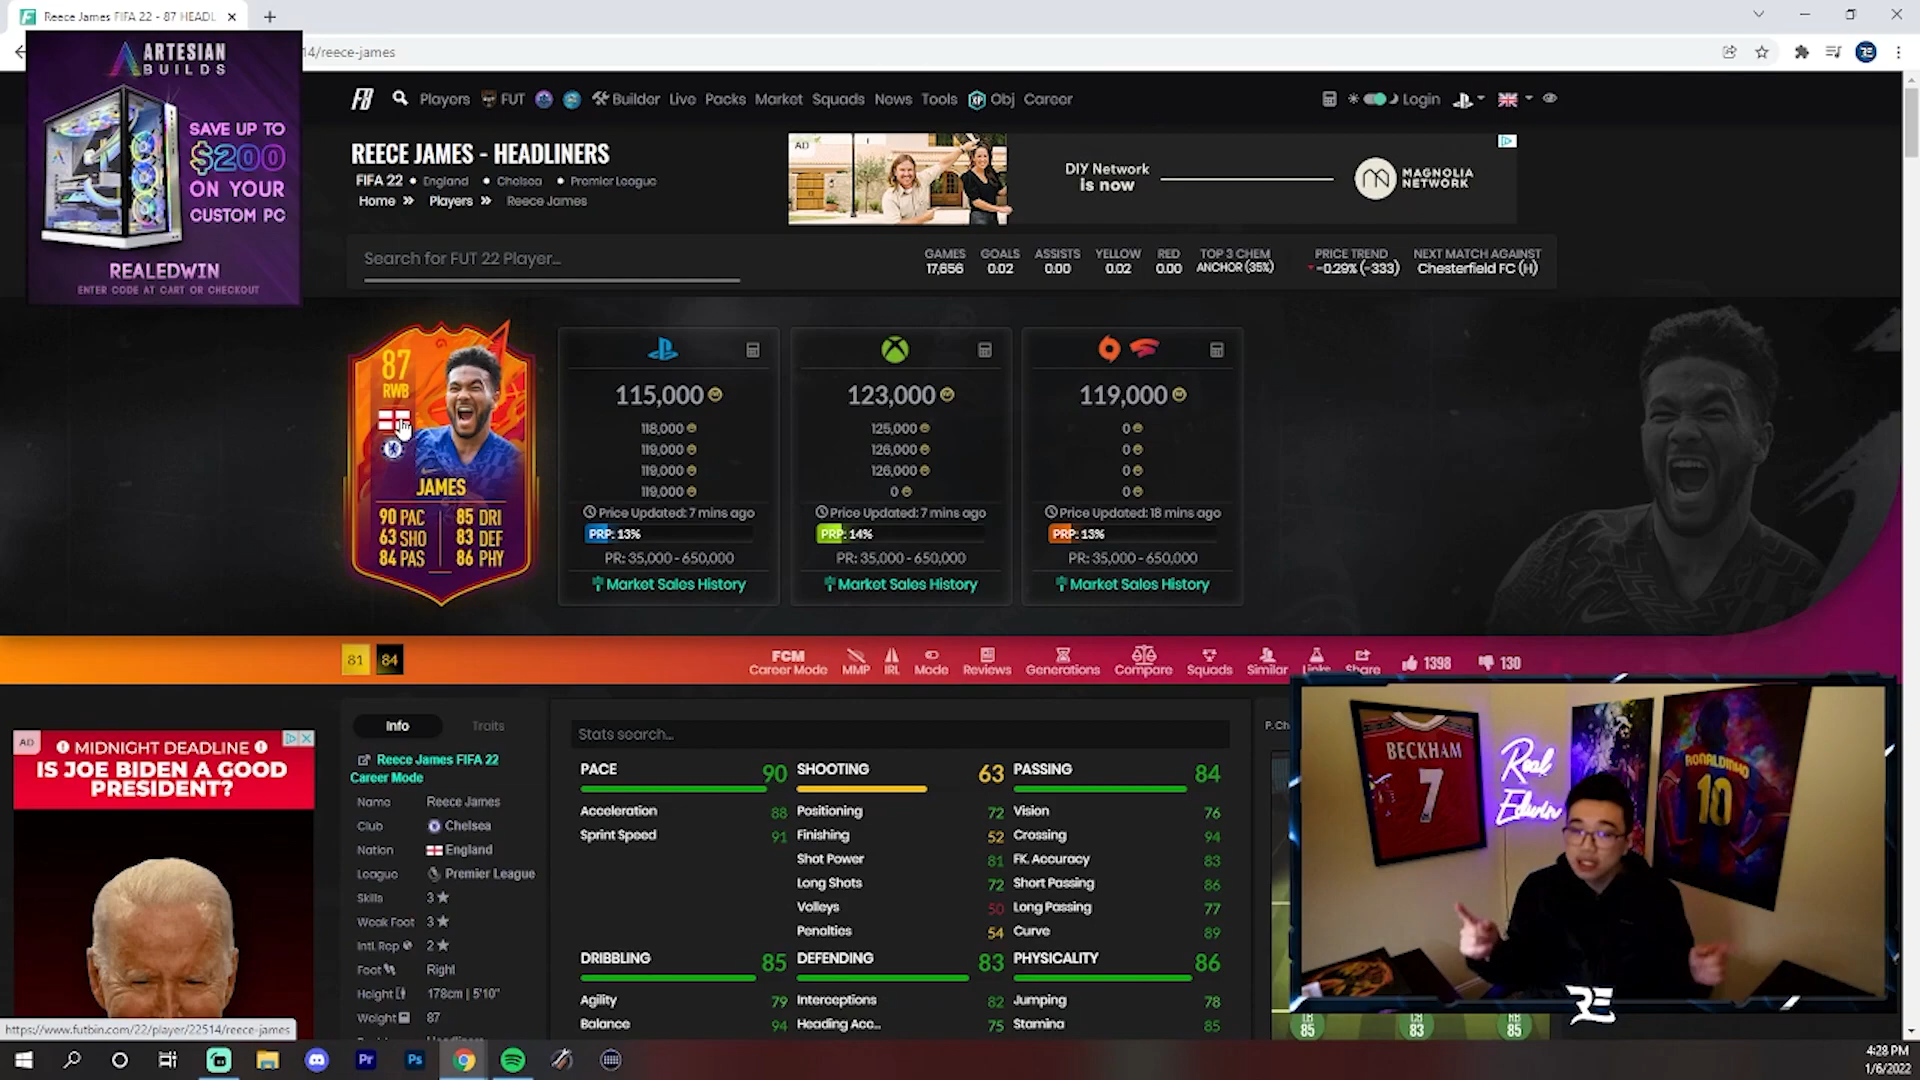 Reece James FIFA 22 - 87 HEADL
14/reece-james
ARTESIAN
BUILDS
SAVE UP TO
$200
ON YOUR
CUSTOM PC
REALEDWIN
ENTER CODE AT CART OR CHECKOUT
Players FUT Builder Live Packs Market Squads News Tools Obj Career
Login
REECE JAMES - HEADLINERS
FIFA 22 • England • Chelsea • Premier League
Home » Players » Reece James
AD
DIY Network
is now
MAGNOLIA
NETWORK
Search for FUT 22 Player...
GAMES GOALS ASSISTS YELLOW RED TOP 3 CHEM PRICE TREND NEXT MATCH AGAINST
17,656 0.02 0.00 0.02 0.00 ANCHOR (35%) -0.29% (-333) Chesterfield FC (H)
87
RWB
JAMES
90 PAC 85 DRI
63 SHO 83 DEF
84 PAS 86 PHY
115,000
118,000
119,000
119,000
119,000
Price Updated: 7 mins ago
PRP: 13%
PR: 35,000 - 650,000
Market Sales History
123,000
125,000
126,000
126,000
0
Price Updated: 7 mins ago
PRP: 14%
PR: 35,000 - 650,000
Market Sales History
119,000
0
0
0
0
Price Updated: 18 mins ago
PRP: 13%
PR: 35,000 - 650,000
Market Sales History
81 84
FCM
Career Mode MMP IRL Mode Reviews Generations Compare Squads Similar Links Share 1398 130
AD
MIDNIGHT DEADLINE
IS JOE BIDEN A GOOD
PRESIDENT?
Info Traits
Reece James FIFA 22
Career Mode
Name Reece James
Club Chelsea
Nation England
League Premier League
Skills 3
Weak Foot 3
Intl. Rep 2
Foot Right
Height 178cm | 5'10"
Weight 87
Stats search...
PACE 90
Acceleration 88
Sprint Speed 91
SHOOTING 63
Positioning 72
Finishing 52
Shot Power 81
Long Shots 72
Volleys 50
Penalties 54
PASSING 84
Vision 76
Crossing 94
FK. Accuracy 83
Short Passing 86
Long Passing 77
Curve 89
DRIBBLING 85
Agility 79
Balance 94
DEFENDING 83
Interceptions 82
Heading Acc... 75
PHYSICALITY 86
Jumping 78
Stamina 85
BECKHAM
7
Real
Edwin
RONALDINHO
10
RE
85 83 85
https://www.futbin.com/22/player/22514/reece-james
Pr Ps
4:28 PM
1/6/2022